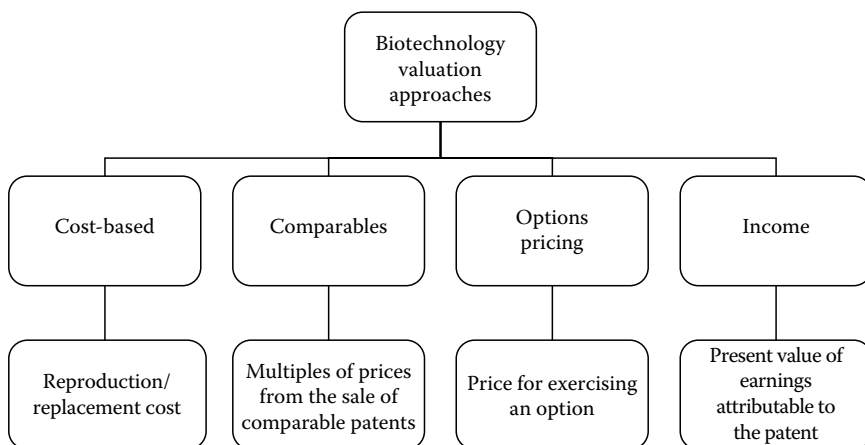 Biotechnology
valuation
approaches
Cost-based
Comparables
Options
pricing
Income
Reproduction/
replacement cost
Multiples of prices
from the sale of
comparable patents
Price for exercising
an option
Present value of
earnings
attributable to
the patent